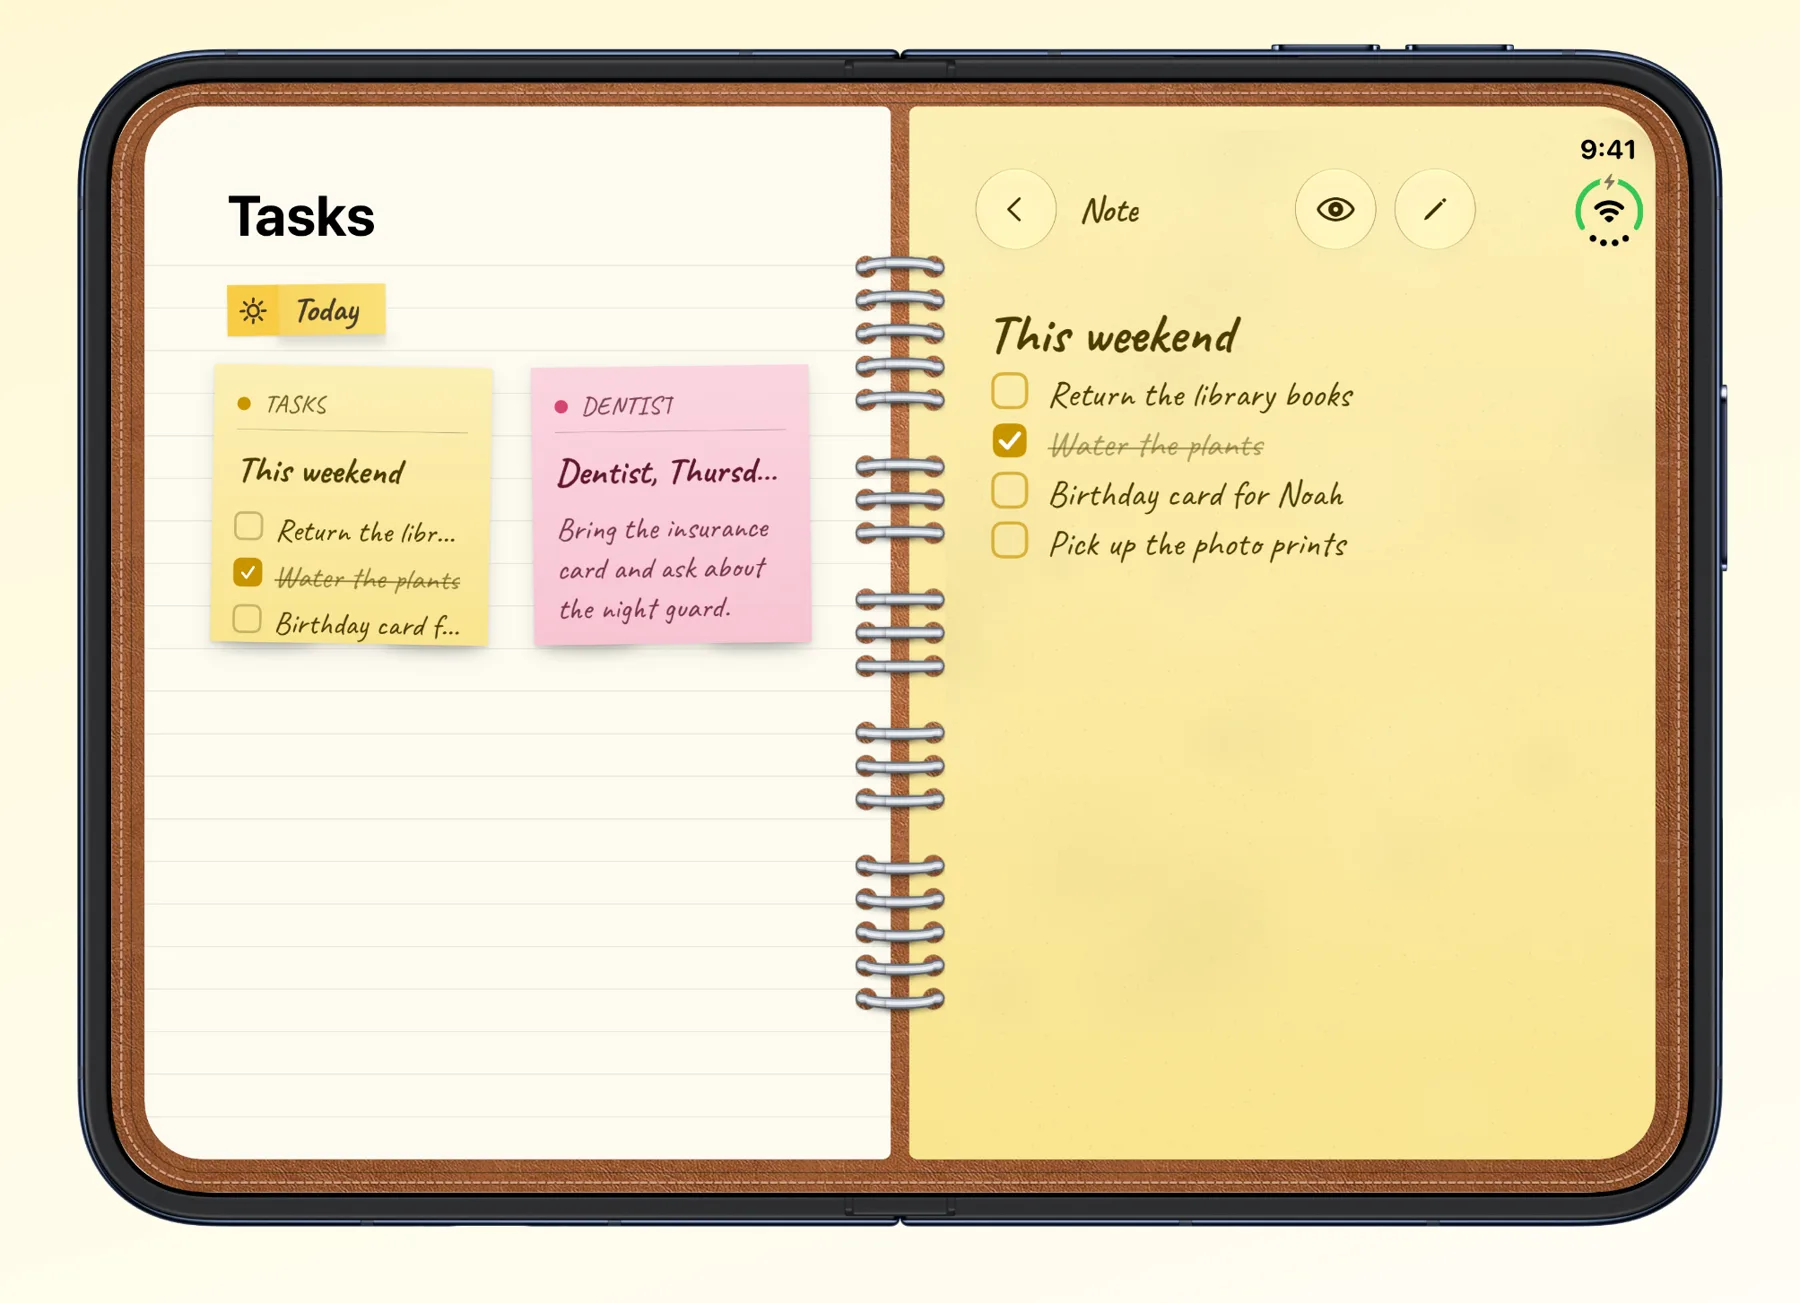 Tasks
Today
TASKS
This weekend
Return the libr...
Water the plants
Birthday card f...
DENTIST
Dentist, Thursd...
Bring the insurance
card and ask about
the night guard.
9:41
Note
This weekend
Return the library books
Water the plants
Birthday card for Noah
Pick up the photo prints